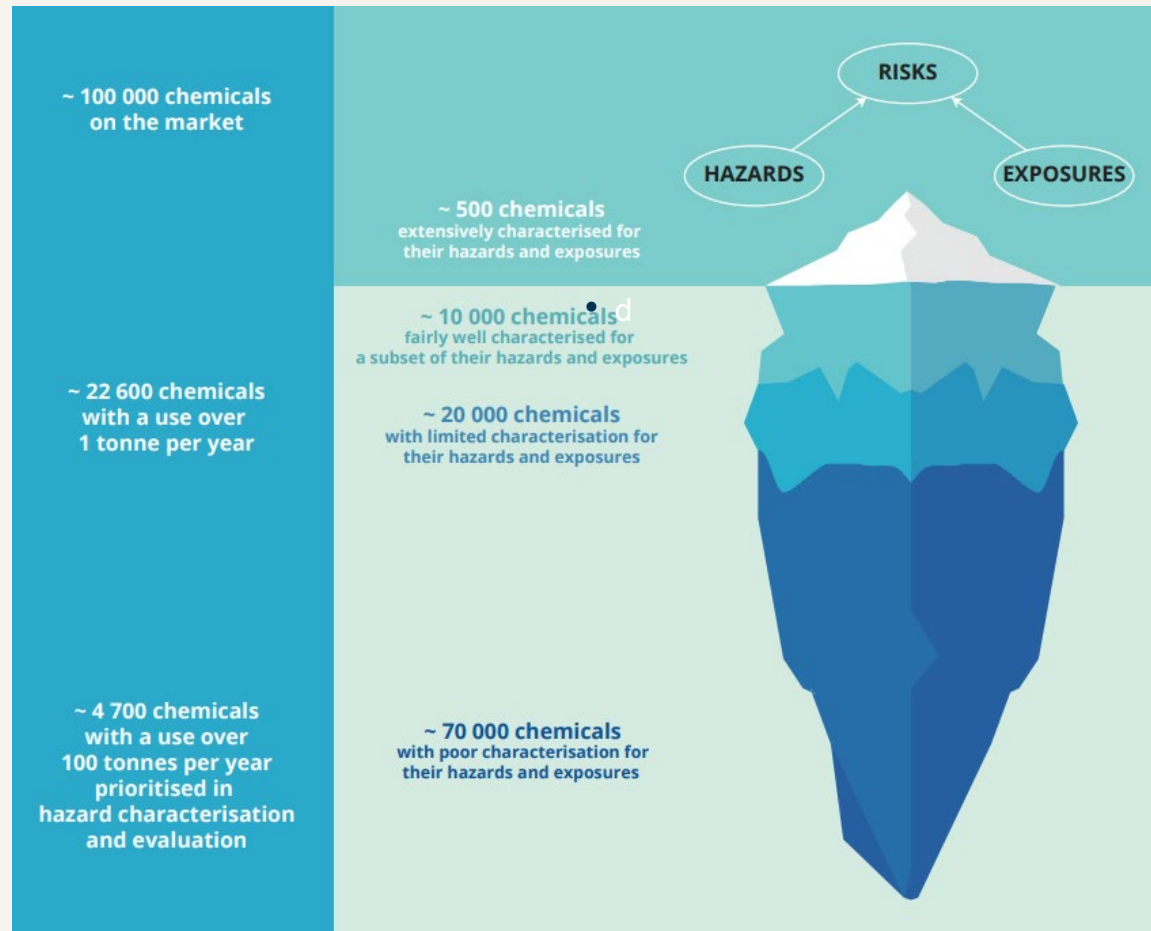 ~ 100 000 chemicals
on the market
~ 22 600 chemicals
with a use over
1 tonne per year
~ 4 700 chemicals
with a use over
100 tonnes per year
prioritised in
hazard characterisation
and evaluation
~ 500 chemicals
extensively characterised for
their hazards and exposures
• d
~ 10 000 chemicals
fairly well characterised for
a subset of their hazards and exposures
~ 20 000 chemicals
with limited characterisation for
their hazards and exposures
~ 70 000 chemicals
with poor characterisation for
their hazards and exposures
RISKS
HAZARDS
EXPOSURES